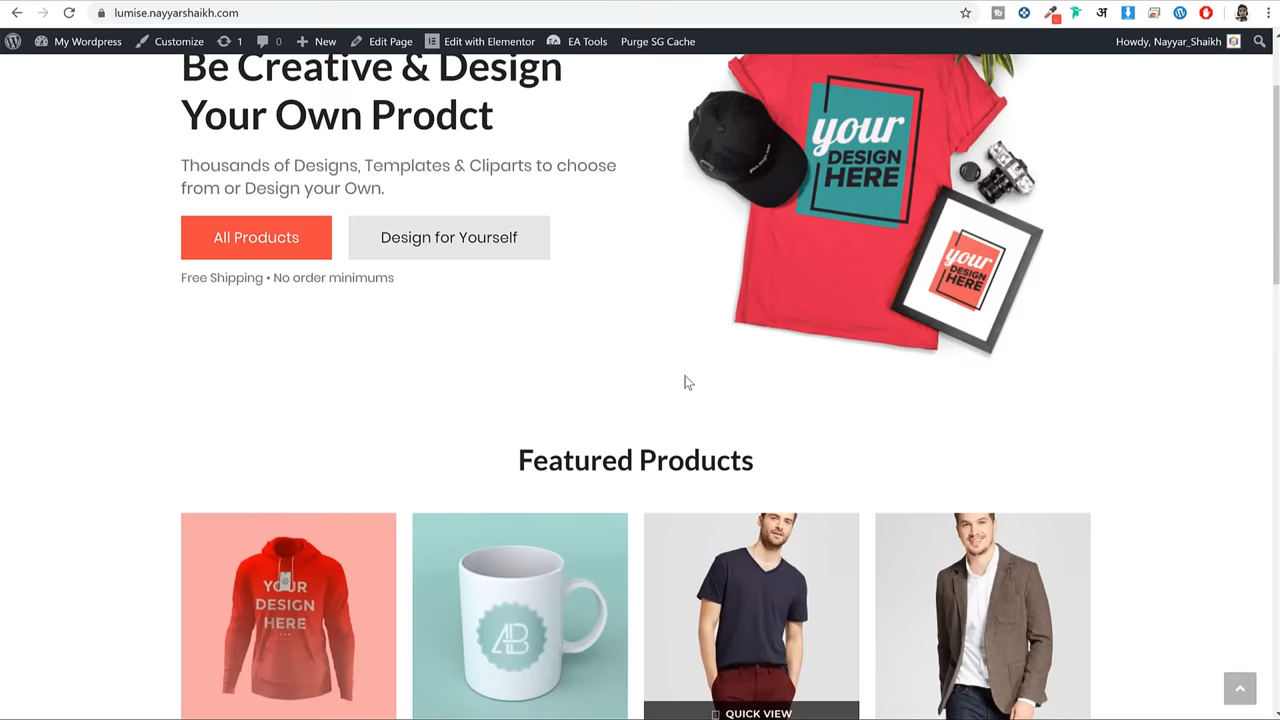 lumise.nayyarshaikh.com
My Wordpress
Customize
1
0
New
Edit Page
Edit with Elementor
EA Tools
Purge SG Cache
Howdy, Nayyar_Shaikh
Be Creative & Design
Your Own Prodct
Thousands of Designs, Templates & Cliparts to choose
from or Design your Own.
All Products
Design for Yourself
Free Shipping • No order minimums
your
DESIGN
HERE
your
DESIGN
HERE
Featured Products
YOUR
DESIGN
HERE
AB
QUICK VIEW